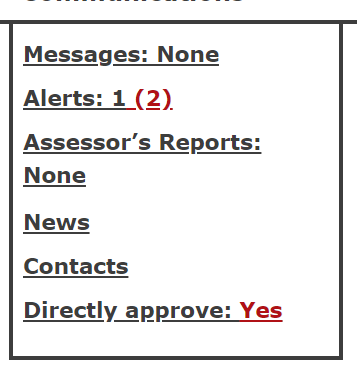 Messages: None
Alerts: 1 (2)
Assessor’s Reports:
None
News
Contacts
Directly approve: Yes